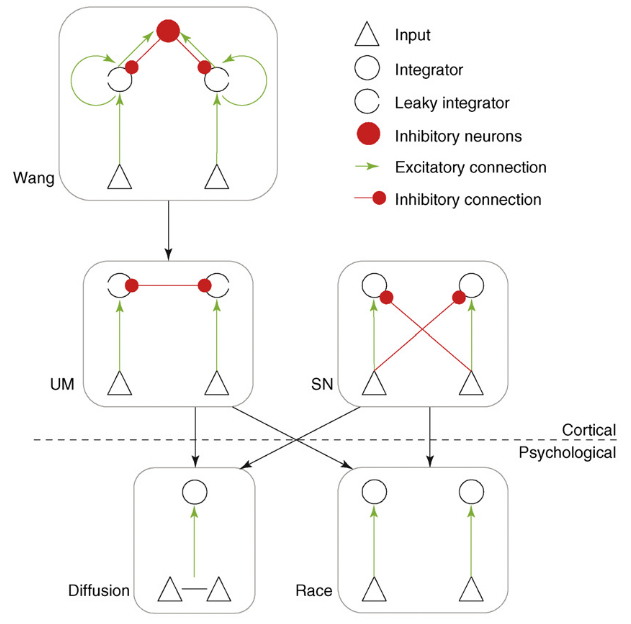 Input
Integrator
Leaky integrator
Inhibitory neurons
Excitatory connection
Inhibitory connection
Wang
UM
SN
Cortical
Psychological
Diffusion
Race